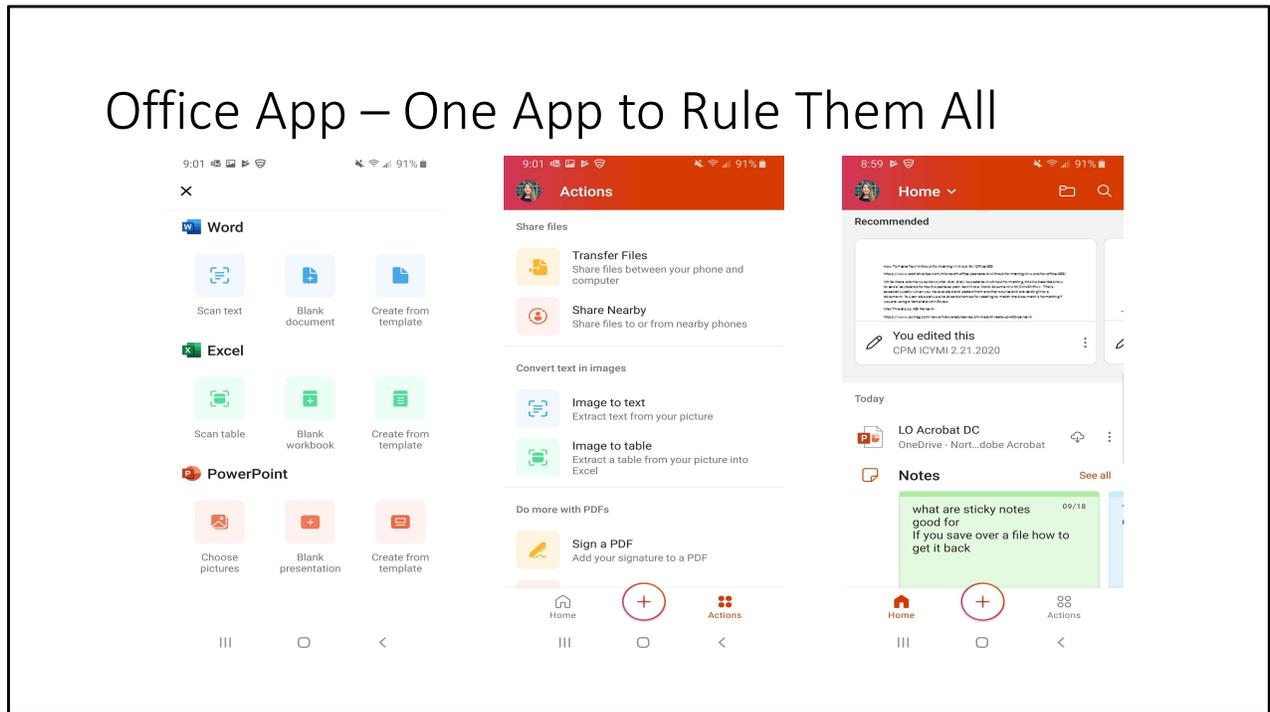 Office App – One App to Rule Them All
9:01
91%
Word
Scan text
Blank
document
Create from
template
Excel
Scan table
Blank
workbook
Create from
template
PowerPoint
Choose
pictures
Blank
presentation
Create from
template
9:01
91%
Actions
Share files
Transfer Files
Share files between your phone and
computer
Share Nearby
Share files to or from nearby phones
Convert text in images
Image to text
Extract text from your picture
Image to table
Extract a table from your picture into
Excel
Do more with PDFs
Sign a PDF
Add your signature to a PDF
Home
Actions
8:59
91%
Home
Recommended
You edited this
CPM ICYMI 2.21.2020
Today
LO Acrobat DC
OneDrive - Nort...dobe Acrobat
Notes
See all
what are sticky notes
good for
If you save over a file how to
get it back
09/18
Home
Actions